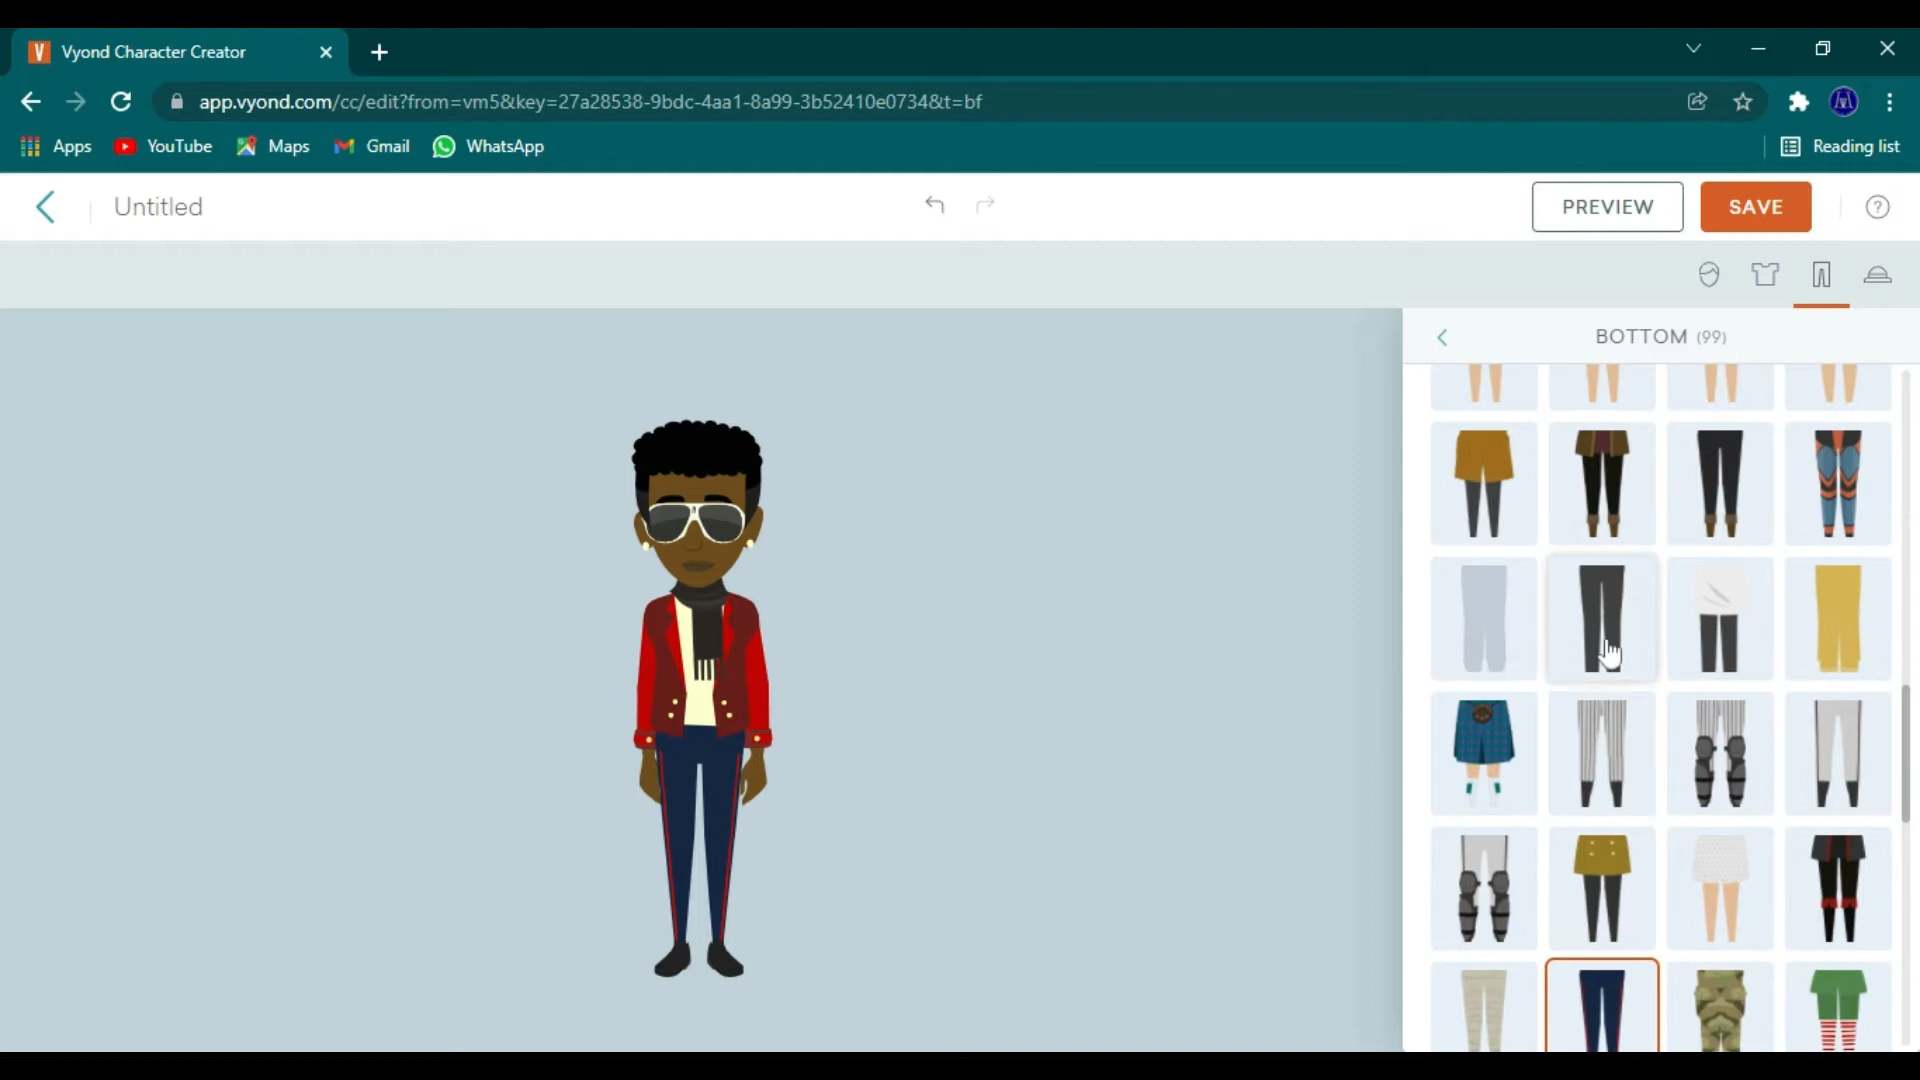 Vyond Character Creator
app.vyond.com/cc/edit?from=vm5&key=27a28538-9bdc-4aa1-8a99-3b52410e0734&t=bf
Apps YouTube Maps Gmail WhatsApp Reading list
Untitled PREVIEW SAVE
BOTTOM (99)